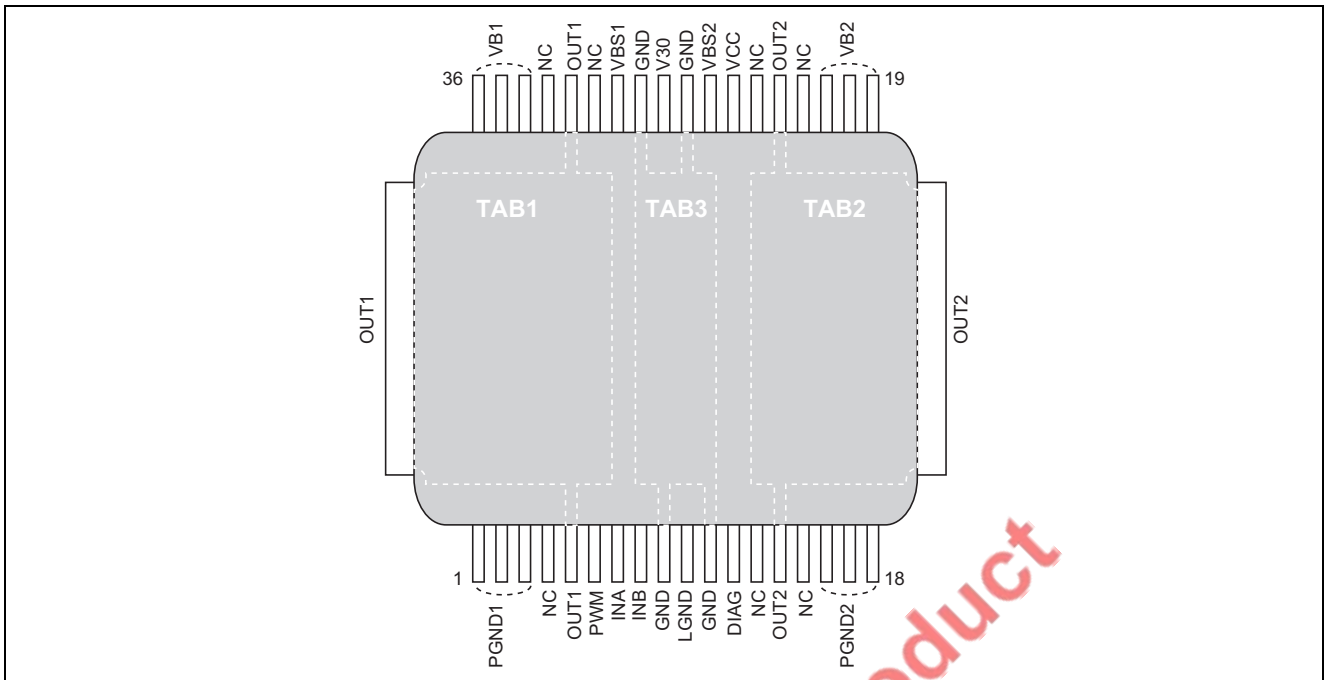 VB1
NC
OUT1
NC
VBS1
GND
V30
GND
VBS2
VCC
NC
OUT2
NC
VB2
36
19
TAB1
TAB3
TAB2
OUT1
OUT2
1
18
PGND1
NC
OUT1
PWM
INA
INB
GND
LGND
GND
DIAG
NC
OUT2
NC
PGND2